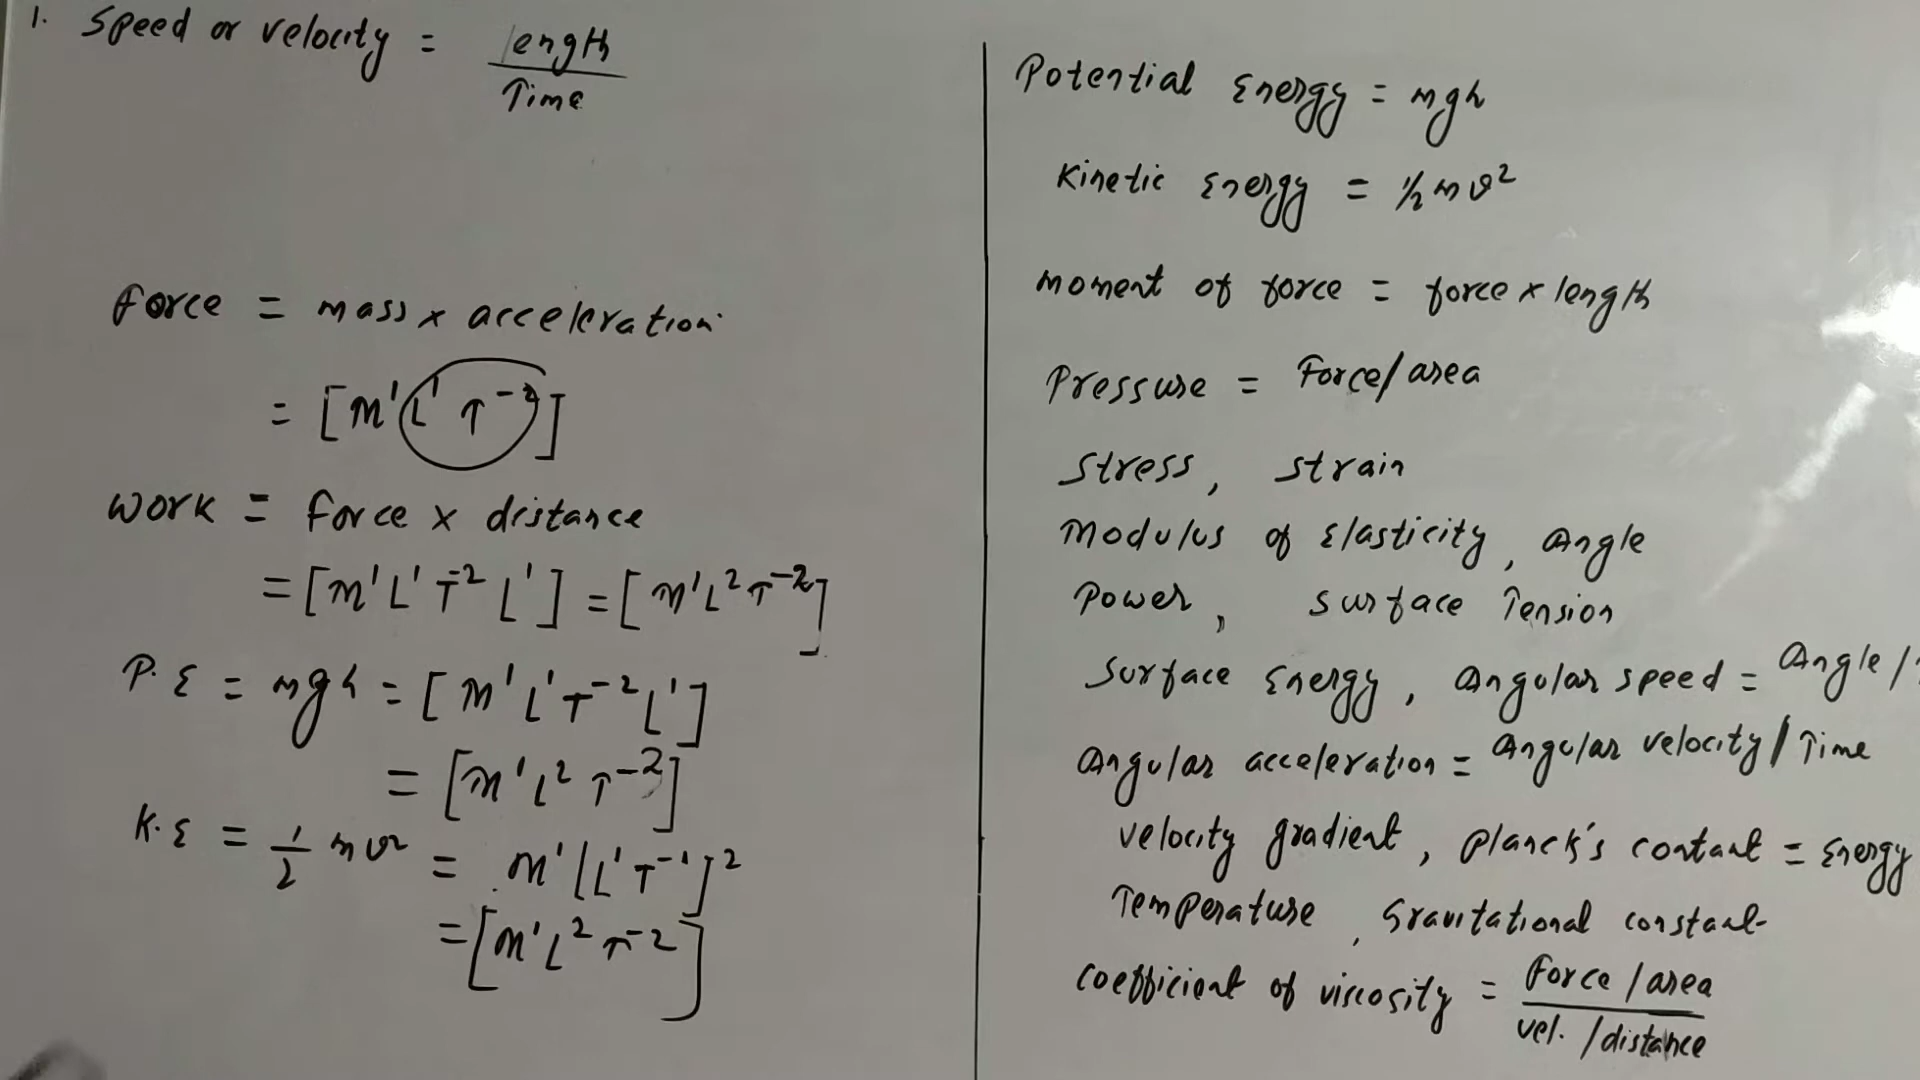 1. Speed or velocity = length
Time
Force = mass x acceleration
= [M¹L¹T⁻²]
Work = Force x distance
= [M¹L¹T⁻²L¹] = [M¹L²T⁻²]
P.E = mgh = [M¹L¹T⁻²L¹]
= [M¹L²T⁻²]
K.E = 1/2 mv² = M¹[L¹T⁻¹]²
= [M¹L²T⁻²]
Potential Energy = mgh
Kinetic Energy = 1/2 mv²
moment of force = force x length
Pressure = Force/area
Stress, strain
Modulus of Elasticity, Angle
Power, Surface Tension
Surface Energy, Angular speed = Angle/
Angular acceleration = Angular velocity/Time
velocity gradient, Planck's contant = Energy
Temperature, Gravitational constant
coefficient of viscosity = Force/area
vel./distance